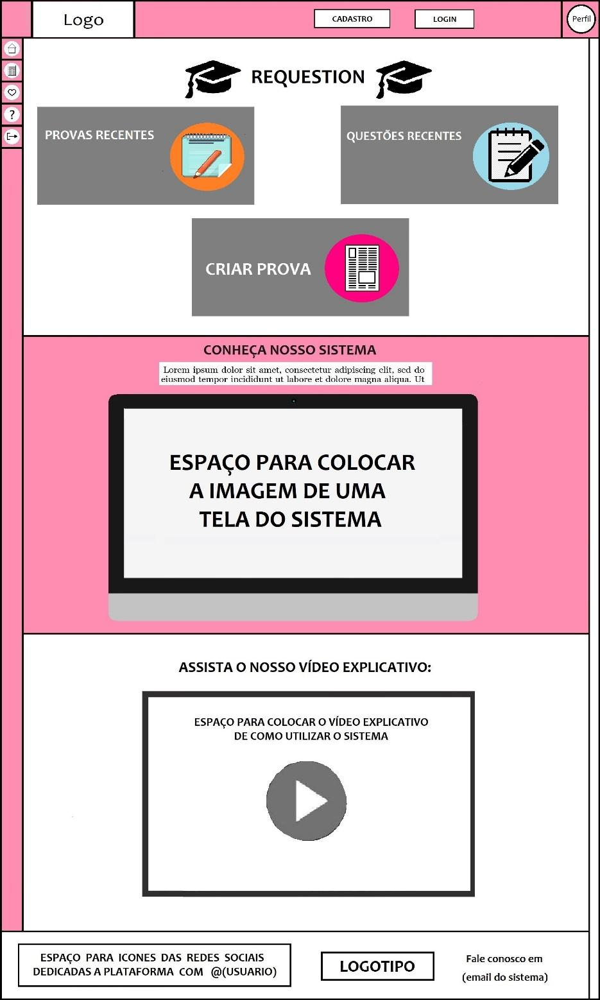 Logo
CADASTRO
LOGIN
Perfil
REQUESTION
?
PROVAS RECENTES
QUESTÕES RECENTES
CRIAR PROVA
CONHEÇA NOSSO SISTEMA
Lorem ipsum dolor sit amet, consectetur adipiscing elit, sed do
eiusmod tempor incididunt ut labore et dolore magna aliqua. Ut
ESPAÇO PARA COLOCAR
A IMAGEM DE UMA
TELA DO SISTEMA
ASSISTA O NOSSO VÍDEO EXPLICATIVO:
ESPAÇO PARA COLOCAR O VÍDEO EXPLICATIVO
DE COMO UTILIZAR O SISTEMA
ESPAÇO PARA ICONES DAS REDES SOCIAIS
DEDICADAS A PLATAFORMA COM @(USUARIO)
LOGOTIPO
Fale conosco em
(email do sistema)